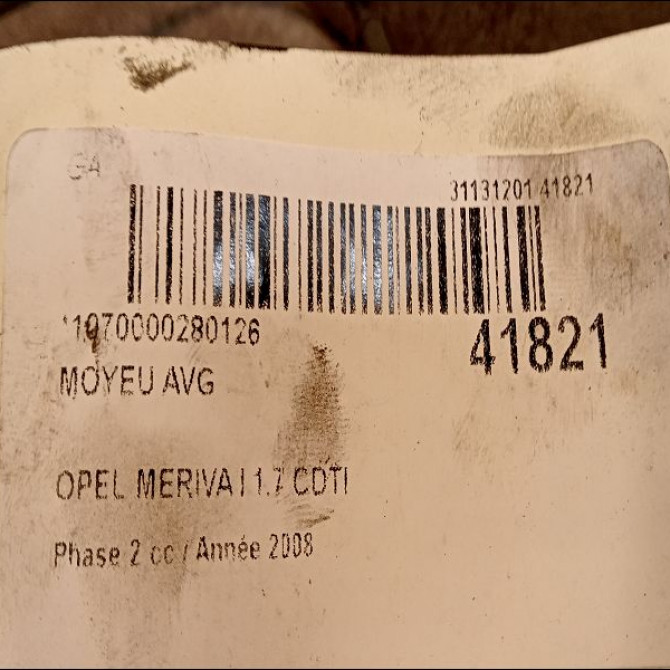 GA
31131201 41821
11070000280126
41821
MOYEU AVG
OPEL MERIVA I 1.7 CDTI
Phase 2 cc / Année 2008